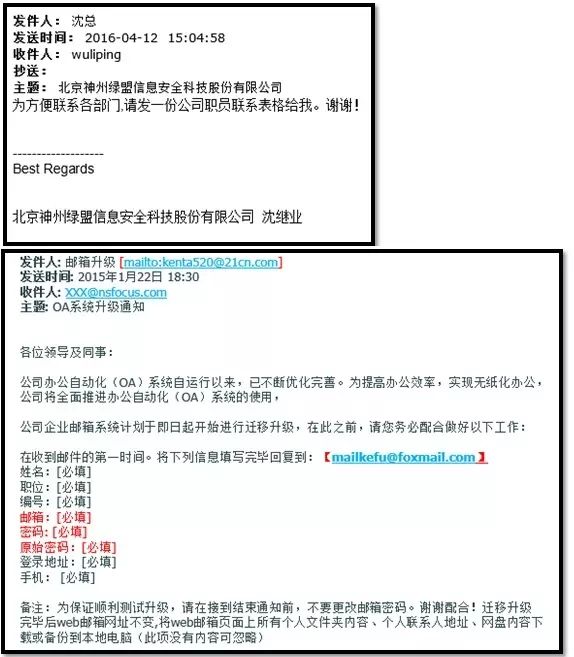 发件人： 沈总
发送时间： 2016-04-12 15:04:58
收件人： wuliping
抄送：
主题： 北京神州绿盟信息安全科技股份有限公司
为方便联系各部门,请发一份公司职员联系表格给我。谢谢！
-------------------
Best Regards
北京神州绿盟信息安全科技股份有限公司 沈继业
发件人: 邮箱升级 [mailto:kenta520@21cn.com]
发送时间: 2015年1月22日 18:30
收件人: XXX@nsfocus.com
主题: OA系统升级通知
各位领导及同事：
公司办公自动化（OA）系统自运行以来，已不断优化完善。为提高办公效率，实现无纸化办公，
公司将全面推进办公自动化（OA）系统的使用，
公司企业邮箱系统计划于即日起开始进行迁移升级，在此之前，请您务必配合做好以下工作：
在收到邮件的第一时间。将下列信息填写完毕回复到：【mailkefu@foxmail.com】
姓名：[必填]
职位：[必填]
编号：[必填]
邮箱：[必填]
密码: [必填]
原始密码：[必填]
登录地址：[必填]
手机： [必填]
备注：为保证顺利测试升级，请在接到结束通知前，不要更改邮箱密码。谢谢配合！迁移升级
完毕后web邮箱网址不变,将web邮箱页面上所有个人文件夹内容、个人联系人地址、网盘内容下
载或备份到本地电脑（此项没有内容可忽略）